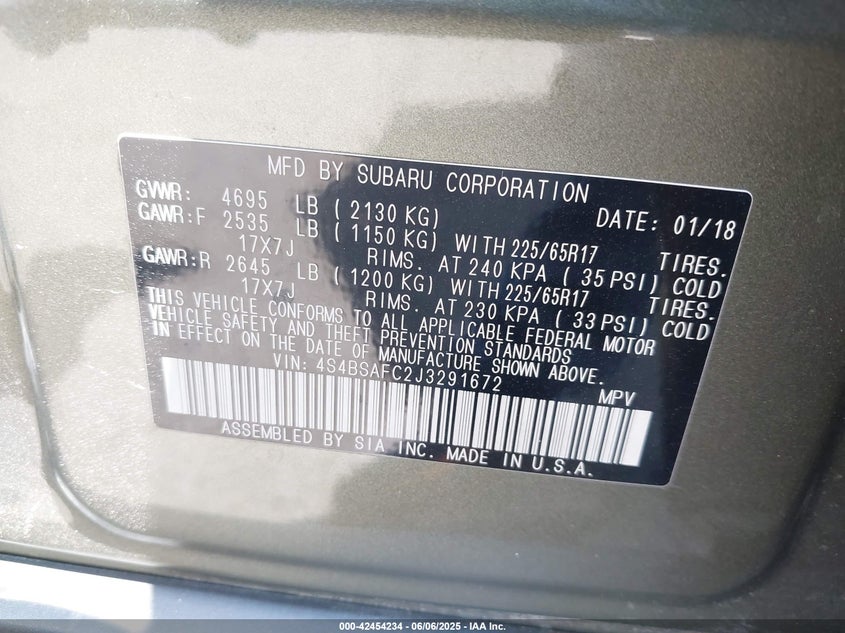 MFD BY SUBARU CORPORATION
GVWR: 4695 LB ( 2130 KG) DATE: 01/18
GAWR:F 2535 LB ( 1150 KG) WITH 225/65R17 TIRES.
17X7J RIMS. AT 240 KPA ( 35 PSI) COLD
GAWR:R 2645 LB ( 1200 KG) WITH 225/65R17 TIRES.
17X7J RIMS. AT 230 KPA ( 33 PSI) COLD
THIS VEHICLE CONFORMS TO ALL APPLICABLE FEDERAL MOTOR
VEHICLE SAFETY AND THEFT PREVENTION STANDARDS
IN EFFECT ON THE DATE OF MANUFACTURE SHOWN ABOVE.
VIN: 4S4BSAFC2J3291672 MPV
ASSEMBLED BY SIA INC. MADE IN U.S.A.
000-42454234 - 06/06/2025 - IAA Inc.